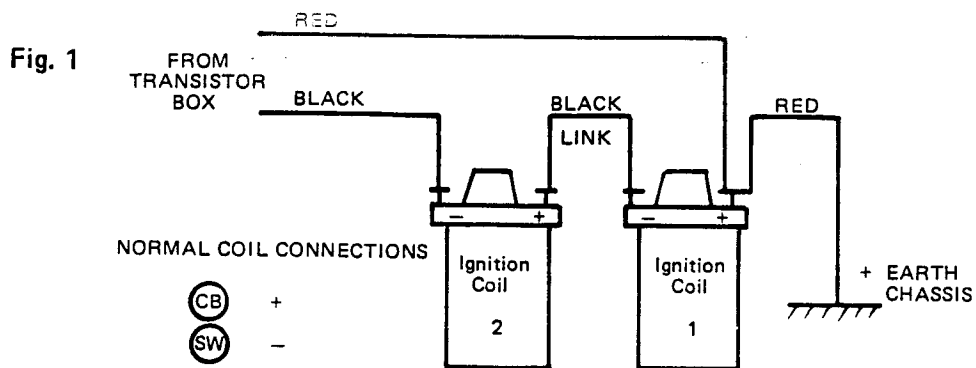 Fig. 1
RED
FROM
TRANSISTOR
BOX
BLACK
BLACK
LINK
RED
− +
− +
NORMAL COIL CONNECTIONS
CB +
SW −
Ignition
Coil
2
Ignition
Coil
1
+ EARTH
CHASSIS